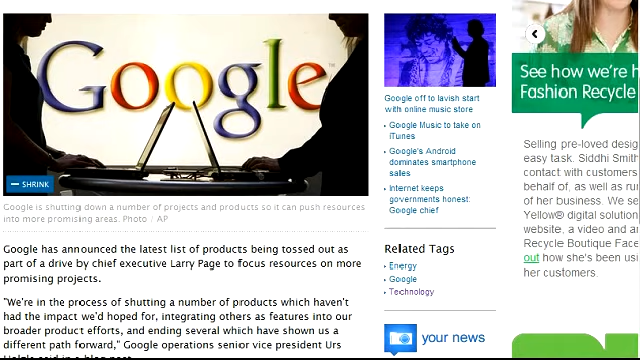 Google
™
SHRINK
Google is shutting down a number of projects and products so it can push resources
into more promising areas. Photo / AP
Google has announced the latest list of products being tossed out as
part of a drive by chief executive Larry Page to focus resources on more
promising projects.
"We're in the process of shutting a number of products which haven't
had the impact we'd hoped for, integrating others as features into our
broader product efforts, and ending several which have shown us a
different path forward," Google operations senior vice president Urs
Google off to lavish start
with online music store
Google Music to take on
iTunes
Google's Android
dominates smartphone
sales
Internet keeps
governments honest:
Google chief
Related Tags
Energy
Google
Technology
your news
See how we're h
Fashion Recycle
Selling pre-loved desig
easy task. Siddhi Smith
contact with customers
behalf of, as well as ru
of her business. We se
Yellow® digital solution
website, a video and a
Recycle Boutique Face
out how she's been usi
her customers.